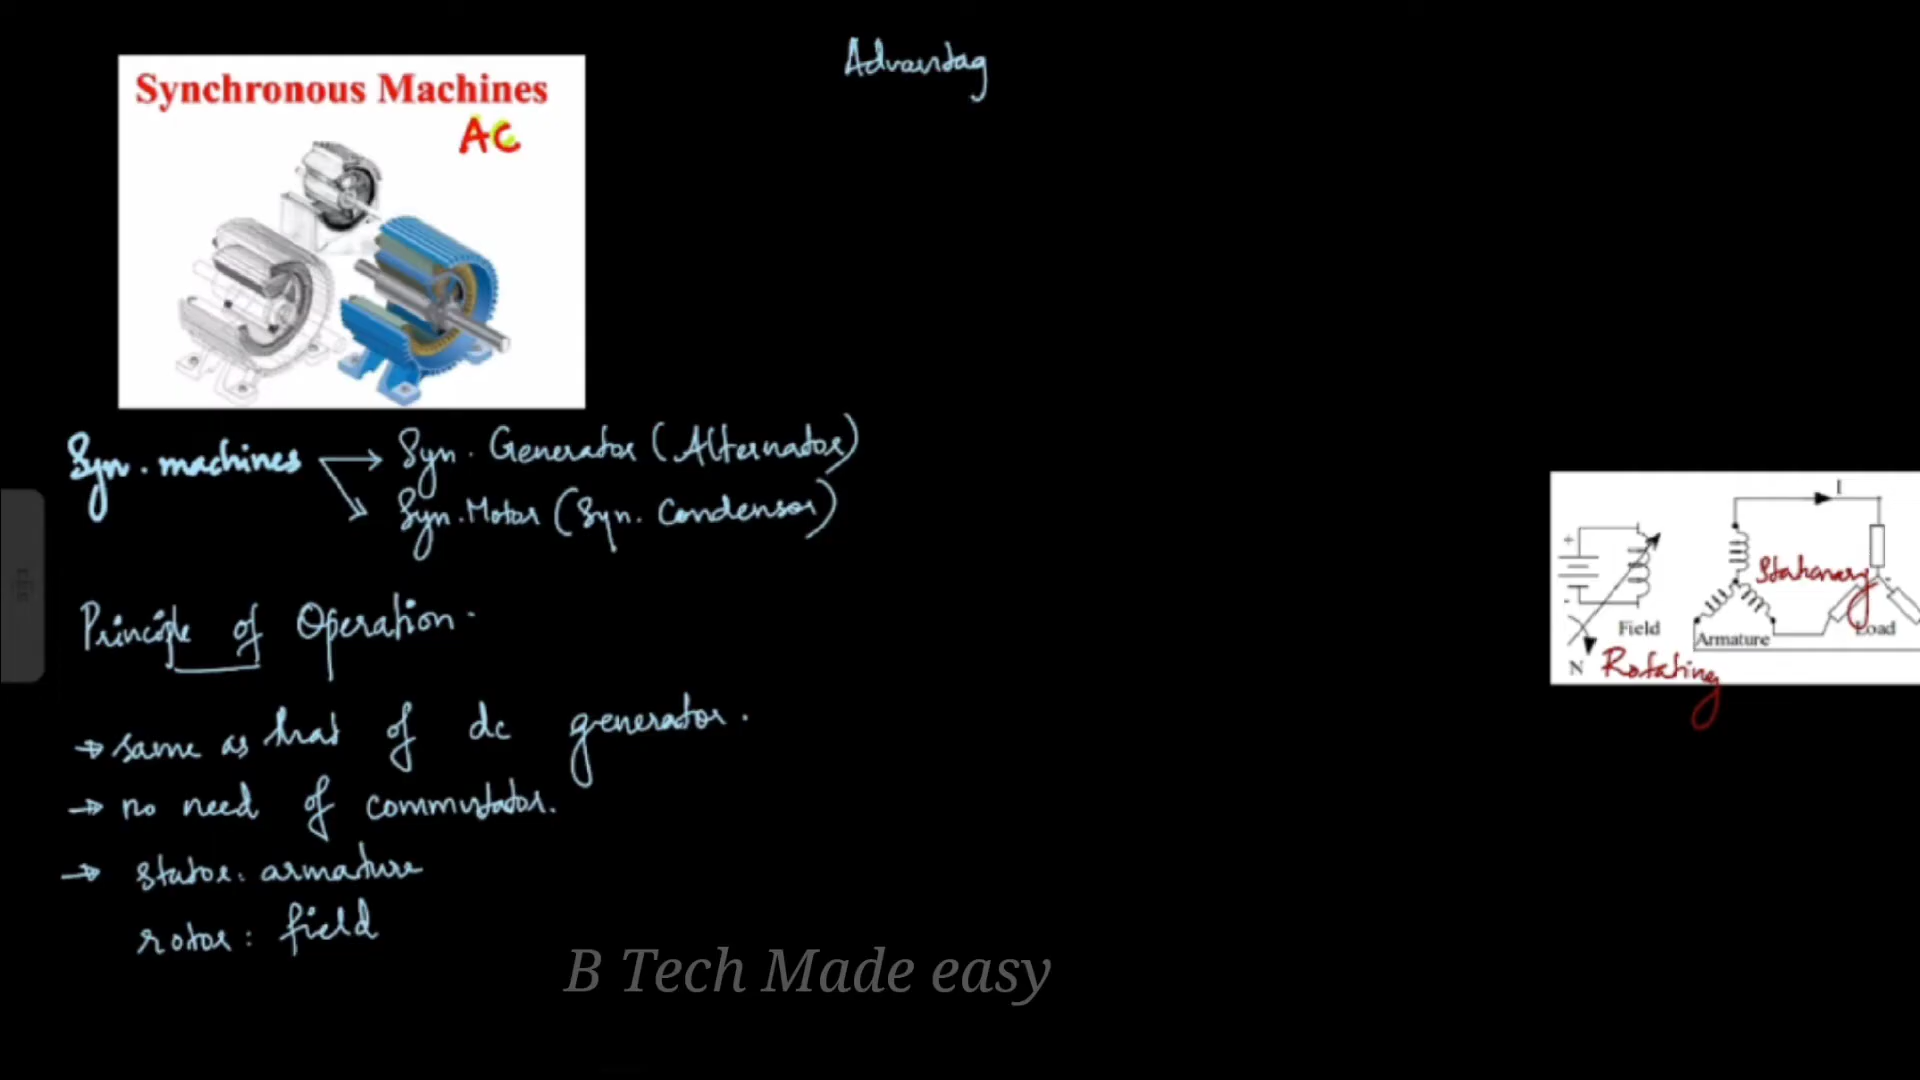 Synchronous Machines
AC
Advantag
Syn. machines → Syn. Generator (Alternator)
Syn. Motor (Syn. Condensor)
Principle of Operation.
→ same as that of dc generator.
→ no need of commutator.
→ stator: armature
rotor: field
+
-
Field
N
Rotating
I
Stationary
Armature
Load
B Tech Made easy